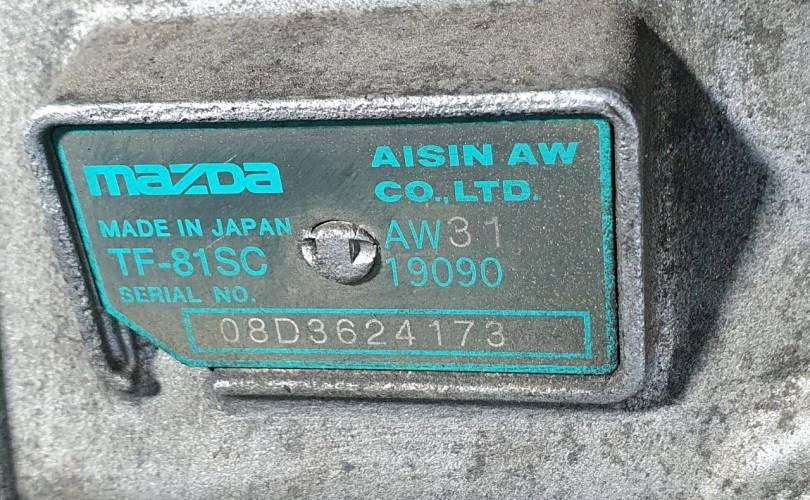 mazda
AISIN AW
CO.,LTD.
MADE IN JAPAN
TF-81SC
AW31
19090
SERIAL NO.
08D3624173